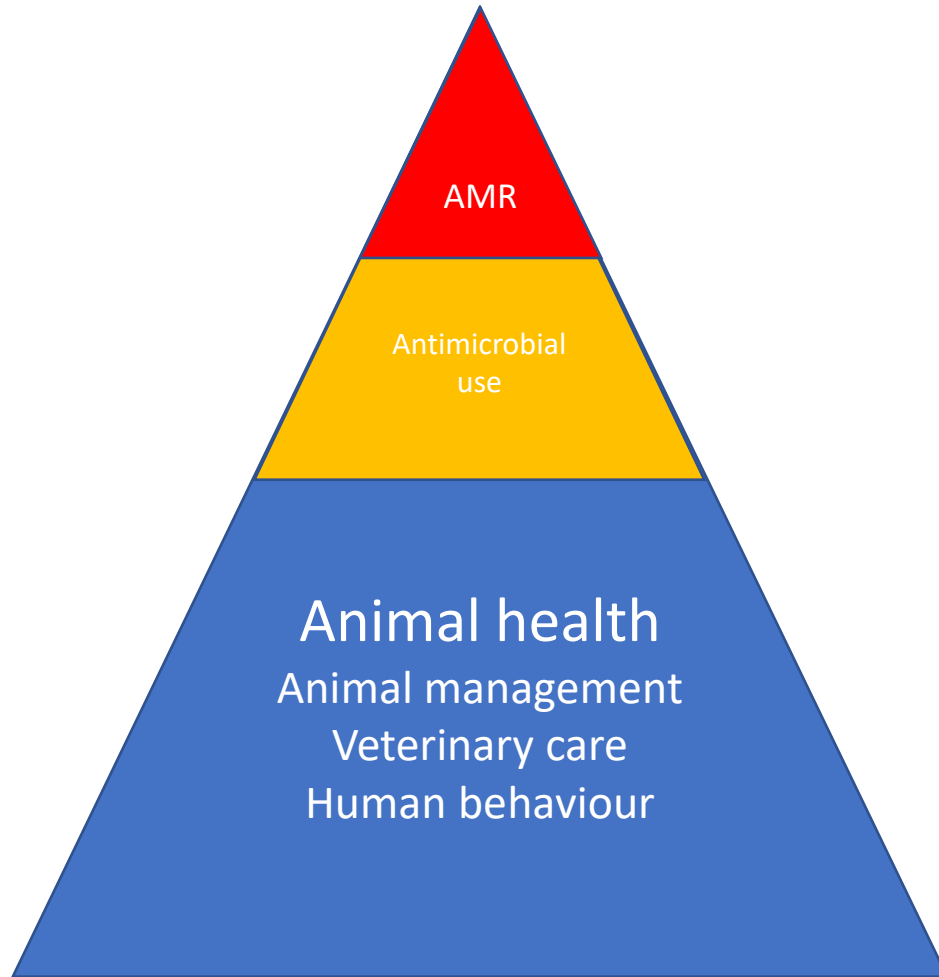 AMR
Antimicrobial
use
Animal health
Animal management
Veterinary care
Human behaviour